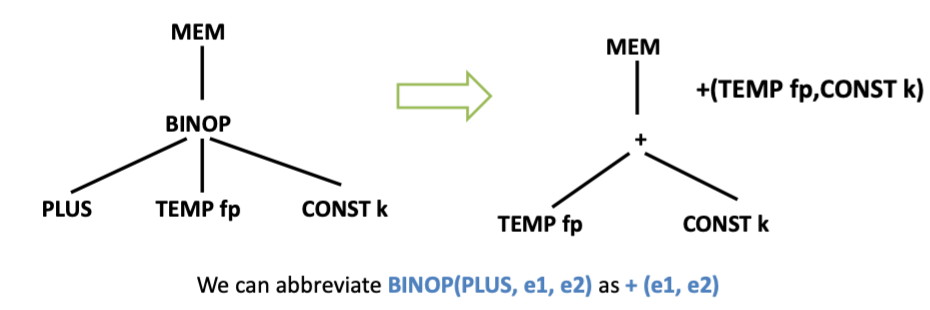 MEM
BINOP
PLUS TEMP fp CONST k
MEM
+(TEMP fp,CONST k)
+
TEMP fp CONST k
We can abbreviate BINOP(PLUS, e1, e2) as + (e1, e2)